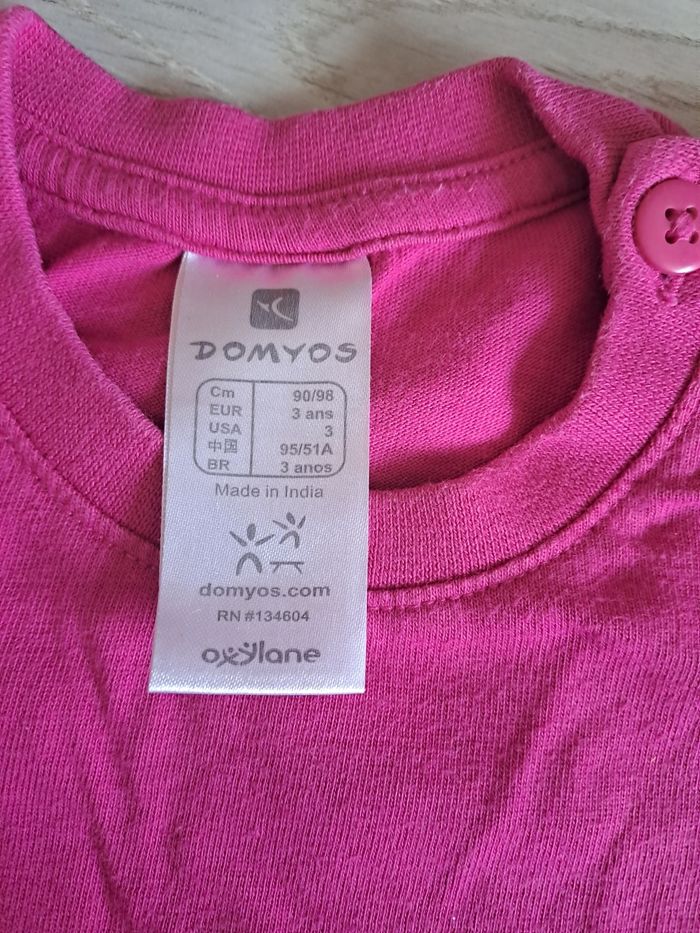 DOMYOS
Cm 90/98
EUR 3 ans
USA 3
中国 95/51A
BR 3 anos
Made in India
domyos.com
RN #134604
oxylane